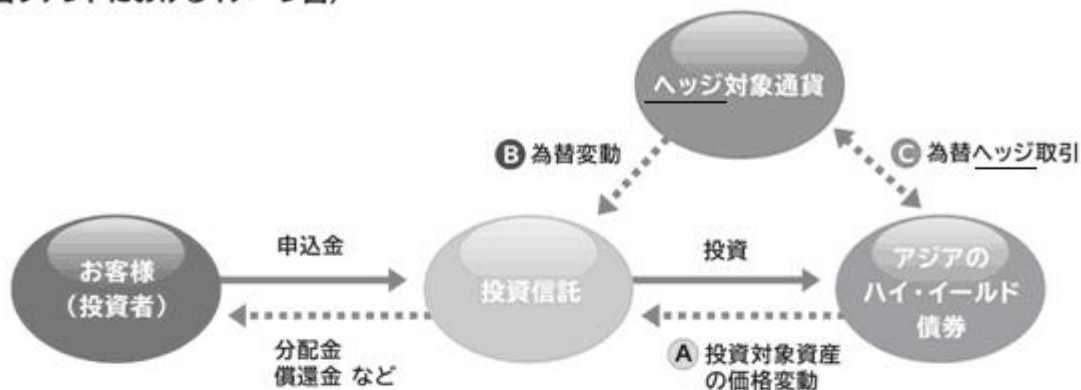 ヘッジ対象通貨
B 為替変動
C 為替ヘッジ取引
お客様
（投資者）
申込金
投資信託
投資
アジアの
ハイ・イールド
債券
分配金
償還金 など
A 投資対象資産
の価格変動